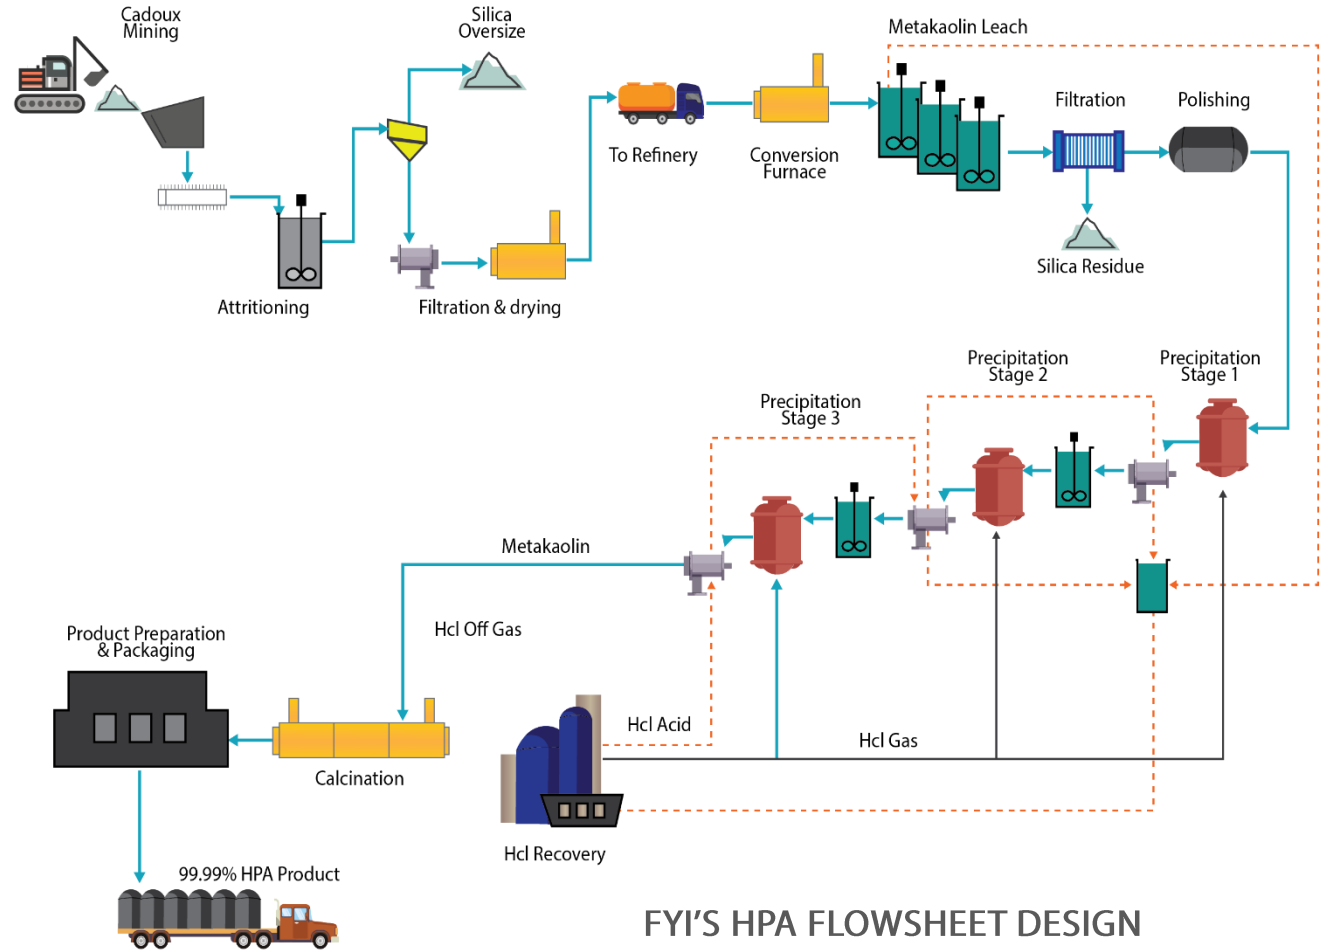 Cadoux
Mining
Silica
Oversize
Metakaolin Leach
Filtration
Polishing
To Refinery
Conversion
Furnace
Silica Residue
Attritioning
Filtration & drying
Precipitation
Stage 1
Precipitation
Stage 2
Precipitation
Stage 3
Metakaolin
Hcl Off Gas
Product Preparation
& Packaging
Calcination
Hcl Acid
Hcl Gas
Hcl Recovery
99.99% HPA Product
FYI'S HPA FLOWSHEET DESIGN